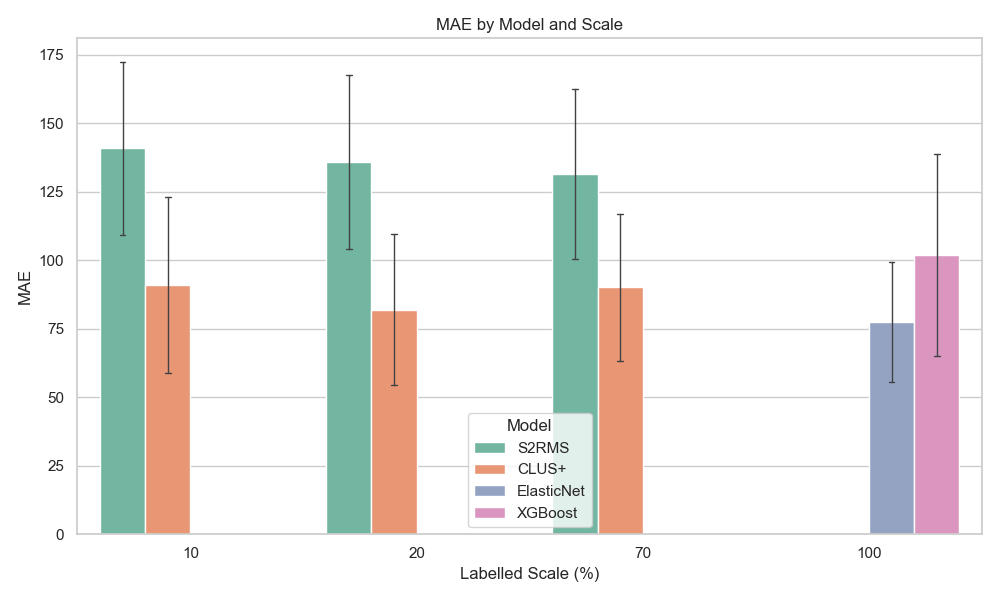 MAE by Model and Scale
MAE
175
150
125
100
75
50
25
0
Model
S2RMS
CLUS+
ElasticNet
XGBoost
10 20 70 100
Labelled Scale (%)